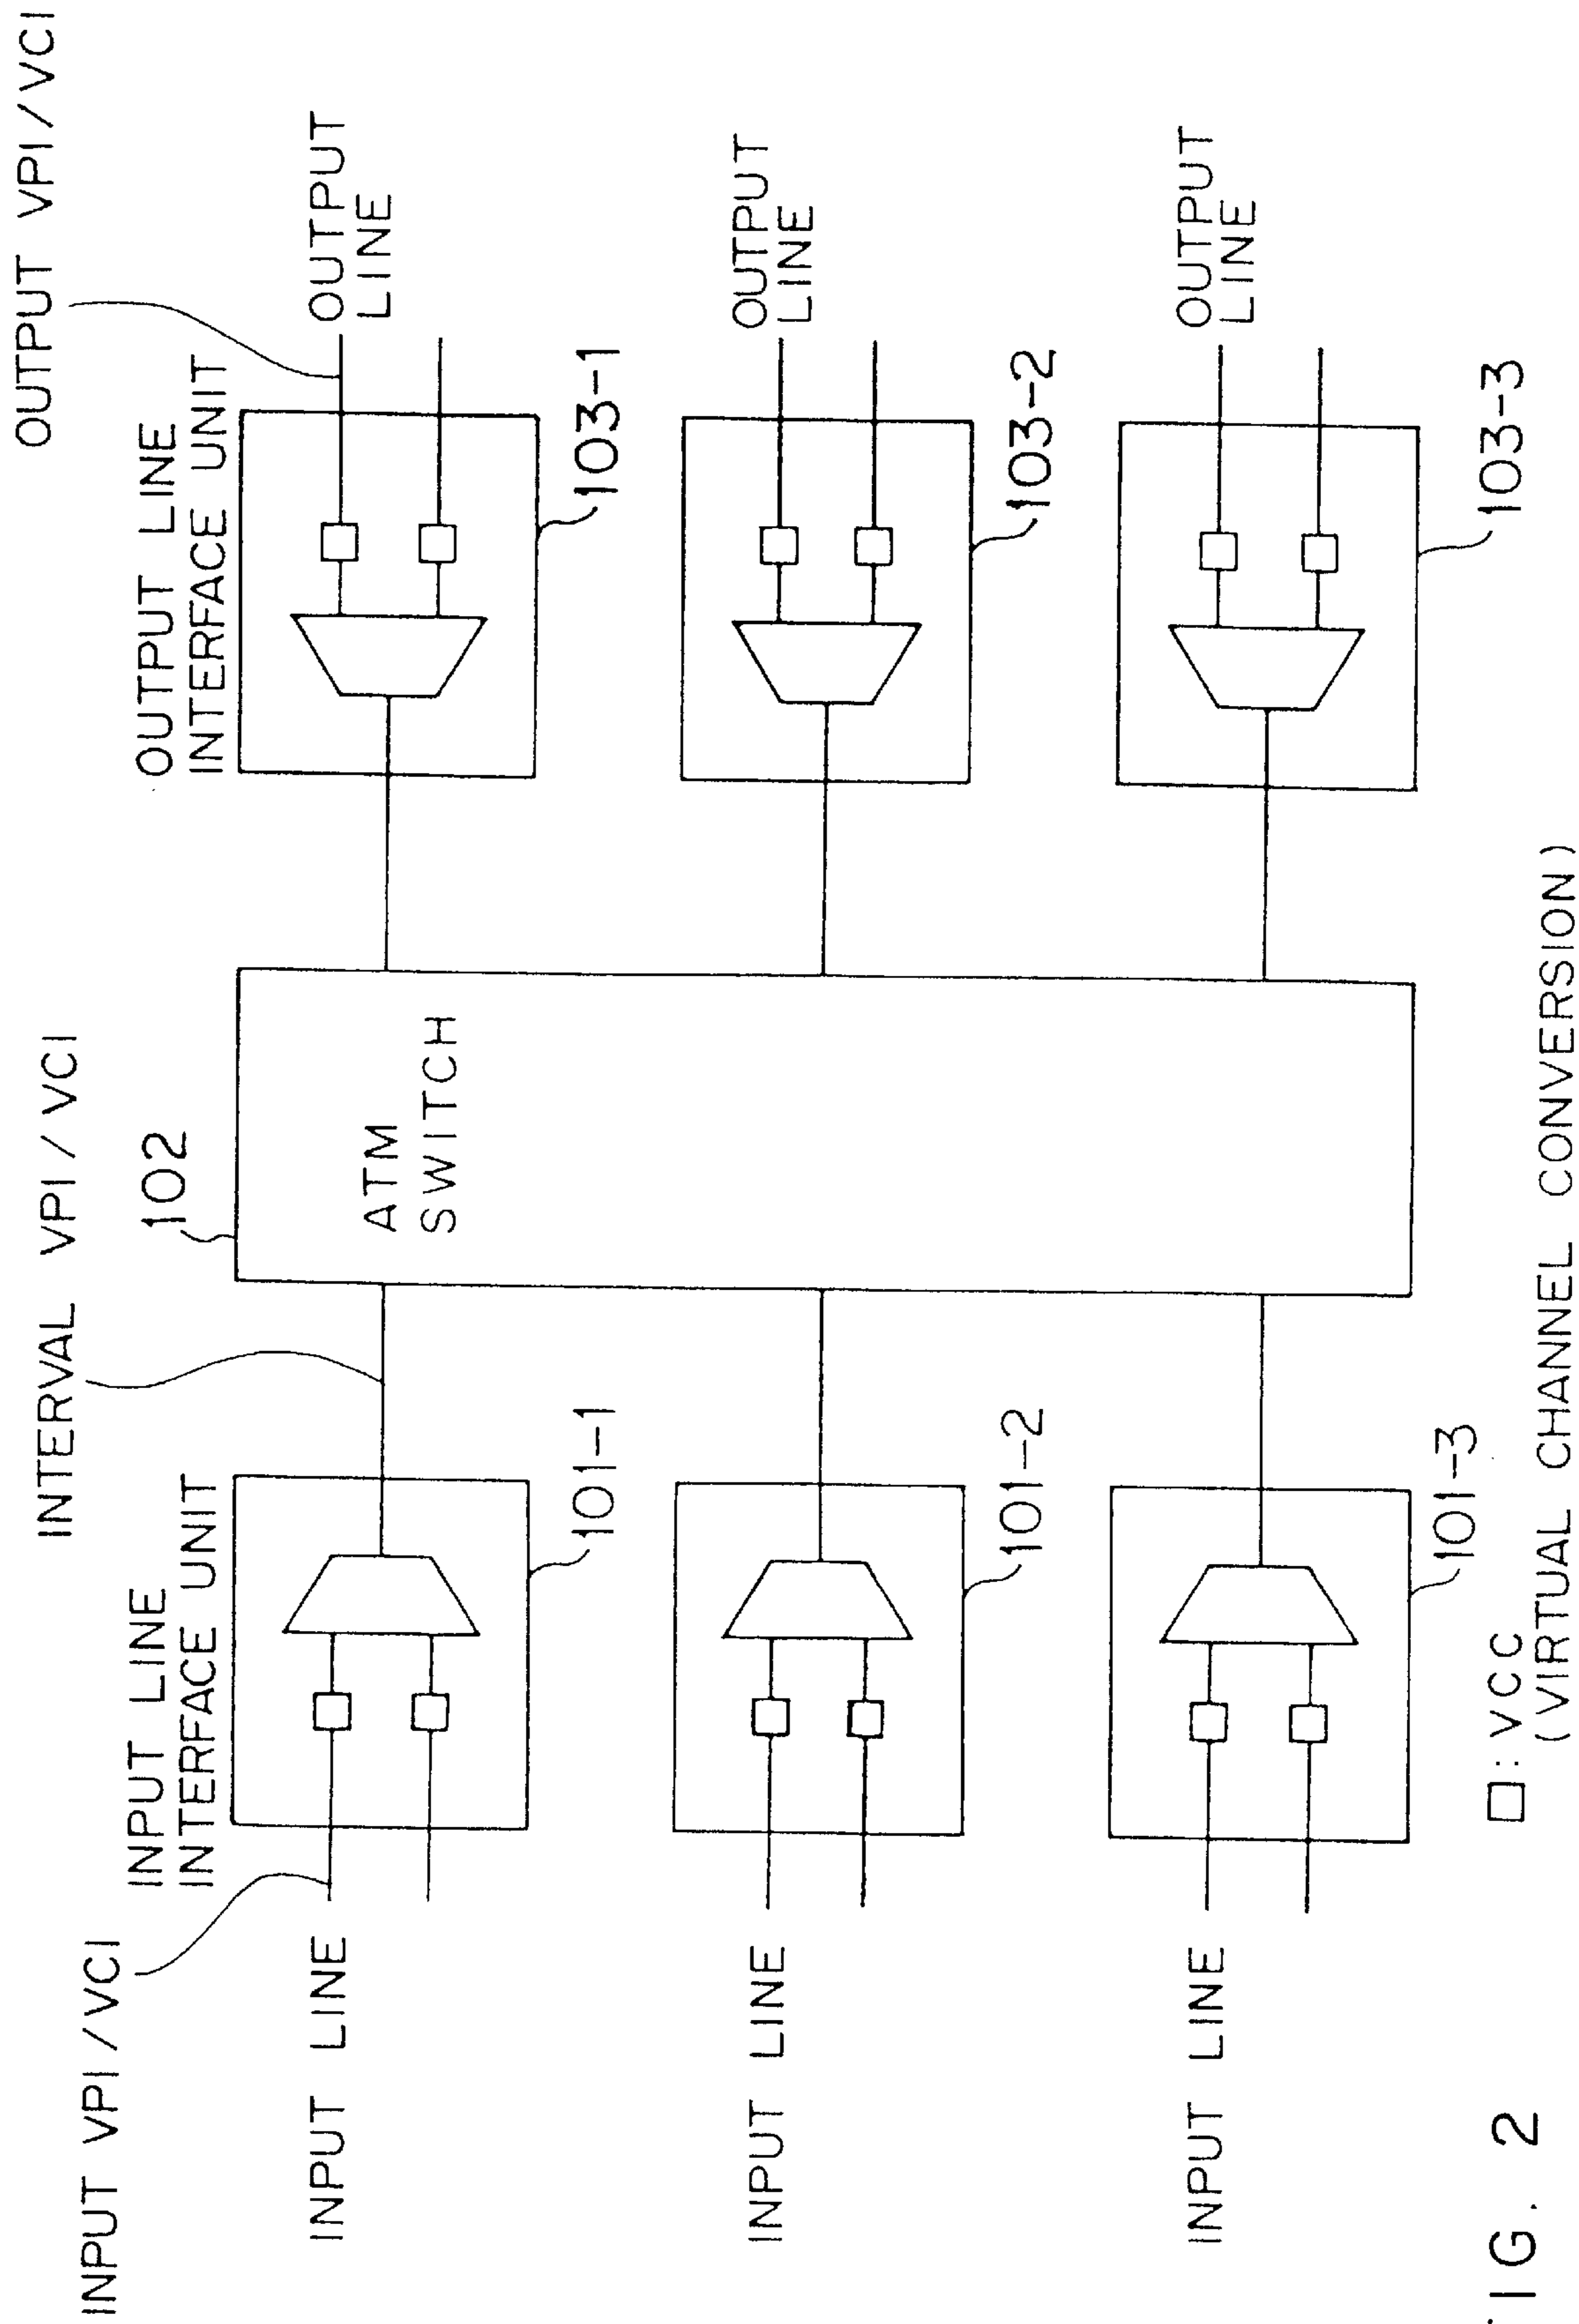 OUTPUT VPI/VCI
INTERVAL VPI/VCI
INPUT VPI/VCI
INPUT LINE
INTERFACE UNIT
102
OUTPUT LINE
INTERFACE UNIT
INPUT LINE
ATM
SWITCH
OUTPUT
LINE
101-1
103-1
INPUT LINE
OUTPUT
LINE
101-2
103-2
INPUT LINE
OUTPUT
LINE
101-3
103-3
: VCC
(VIRTUAL CHANNEL CONVERSION)
IG. 2